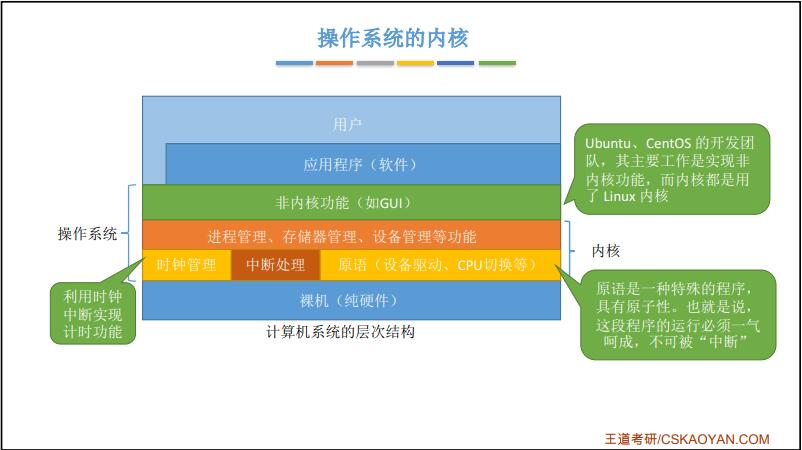 操作系统的内核
用户
应用程序（软件）
非内核功能（如GUI）
进程管理、存储器管理、设备管理等功能
时钟管理
中断处理
原语（设备驱动、CPU切换等）
裸机（纯硬件）
计算机系统的层次结构
操作系统
内核
利用时钟
中断实现
计时功能
Ubuntu、CentOS 的开发团
队，其主要工作是实现非
内核功能，而内核都是用
了 Linux 内核
原语是一种特殊的程序，
具有原子性。也就是说，
这段程序的运行必须一气
呵成，不可被“中断”
王道考研/CSKAOYAN.COM